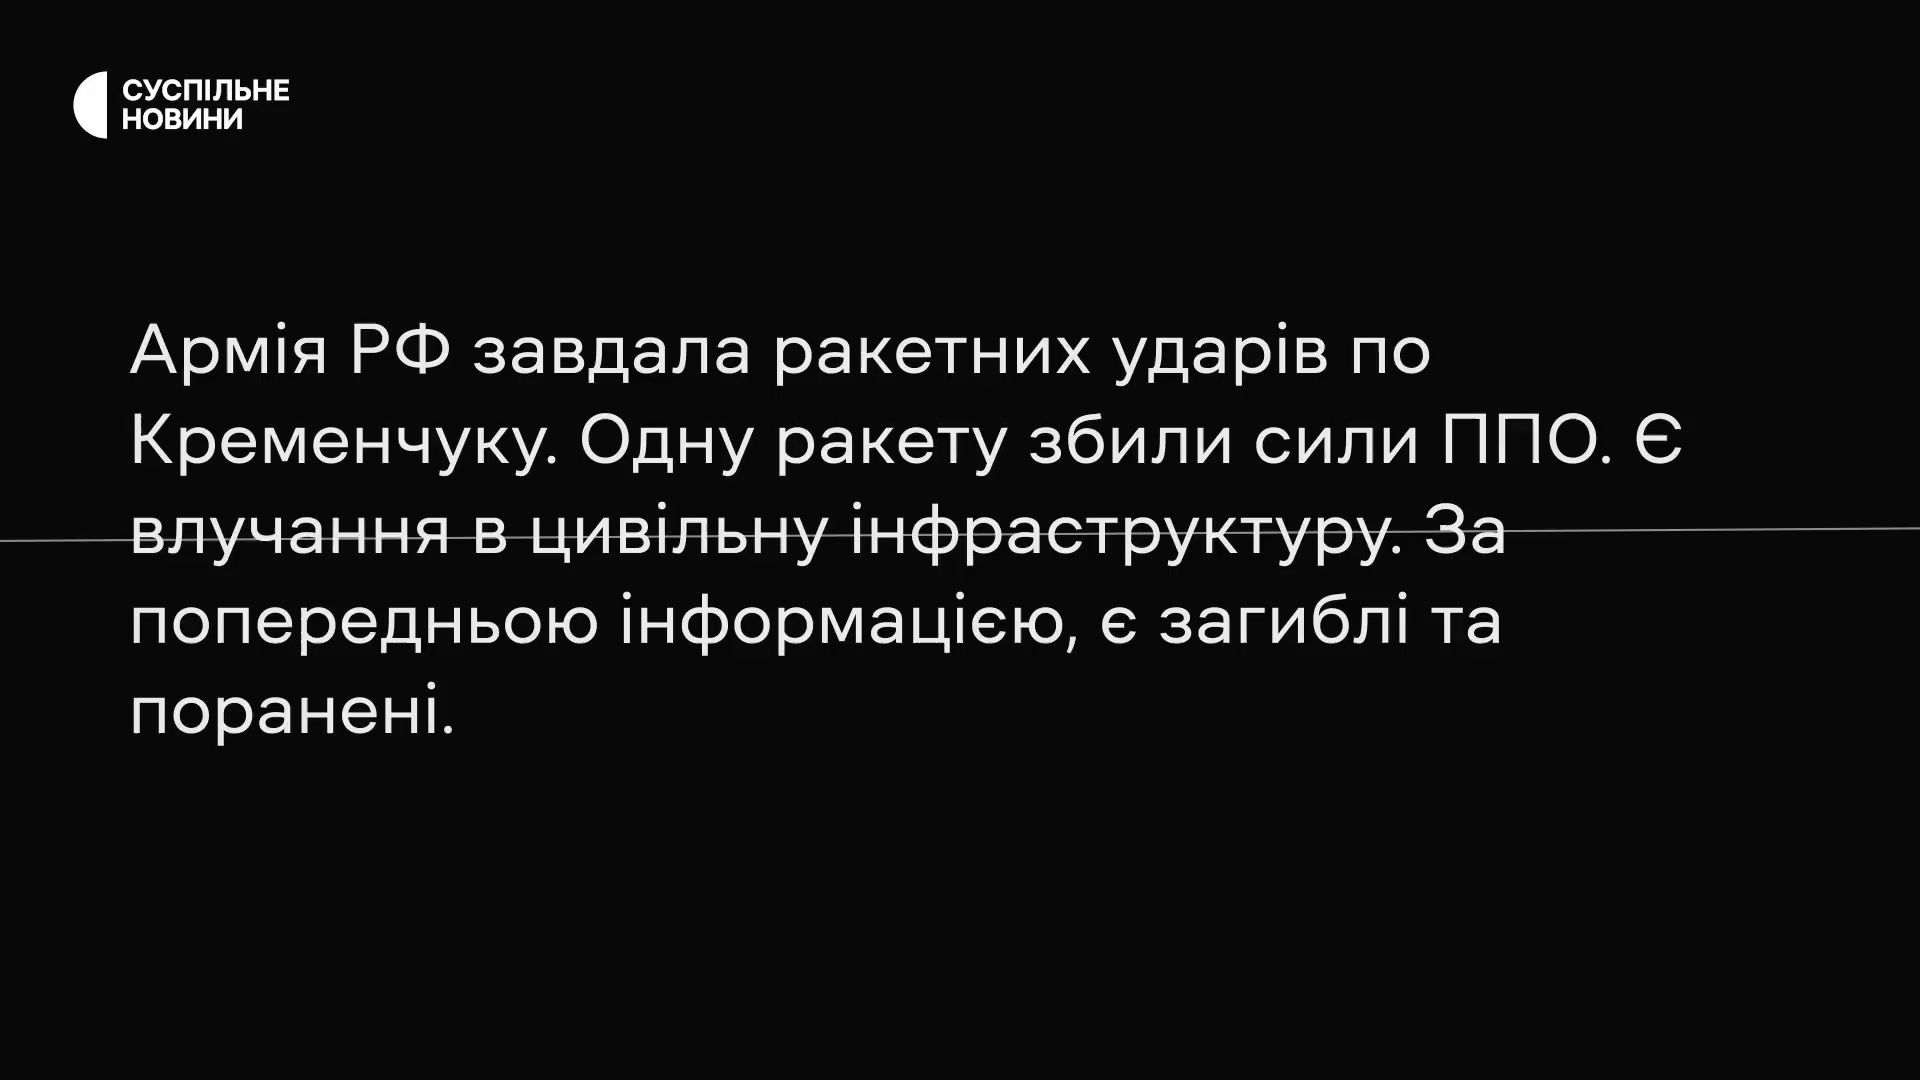 СУСПІЛЬНЕ
НОВИНИ
Армія РФ завдала ракетних ударів по
Кременчуку. Одну ракету збили сили ППО. Є
влучання в цивільну інфраструктуру. За
попередньою інформацією, є загиблі та
поранені.